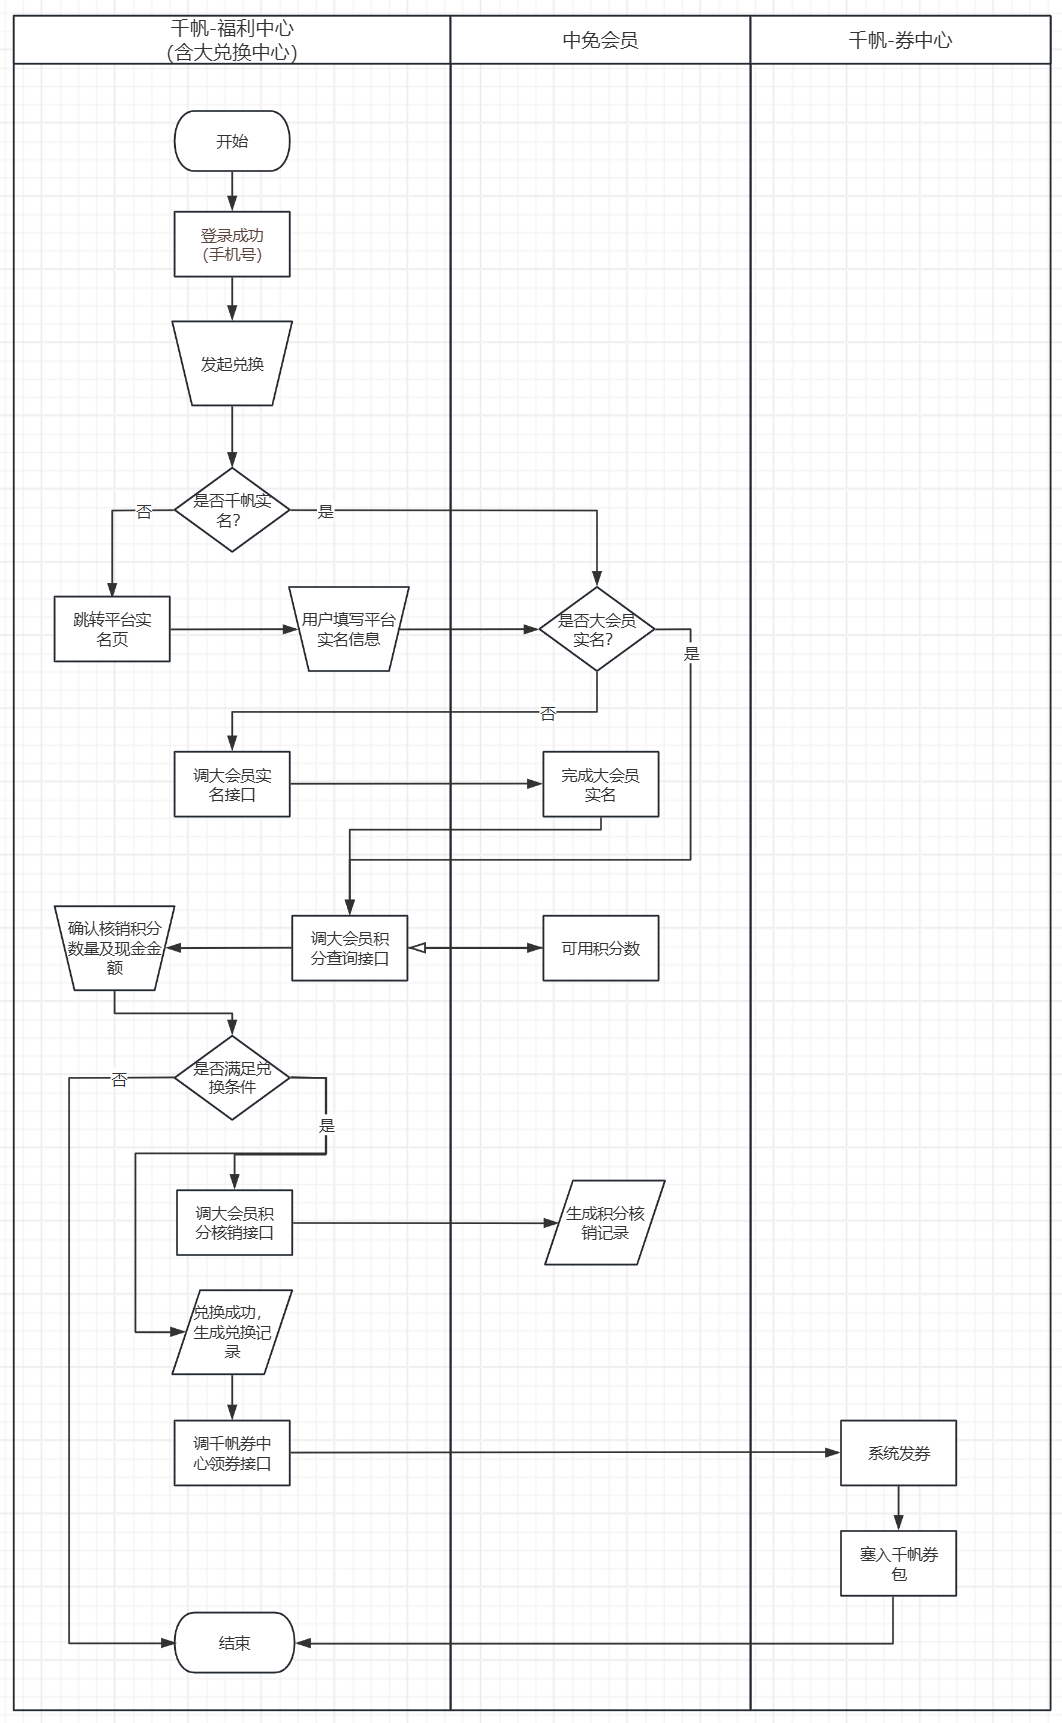 千帆-福利中心
(含大兑换中心)
中免会员
千帆-券中心
开始
登录成功
(手机号)
发起兑换
是否千帆实
名?
否
是
跳转平台实
名页
用户填写平台
实名信息
是否大会员
实名?
是
否
调大会员实
名接口
完成大会员
实名
确认核销积分
数量及现金金
额
调大会员积
分查询接口
可用积分数
是否满足兑
换条件
否
是
调大会员积
分核销接口
生成积分核
销记录
兑换成功，
生成兑换记
录
调千帆券中
心领券接口
系统发券
塞入千帆券
包
结束